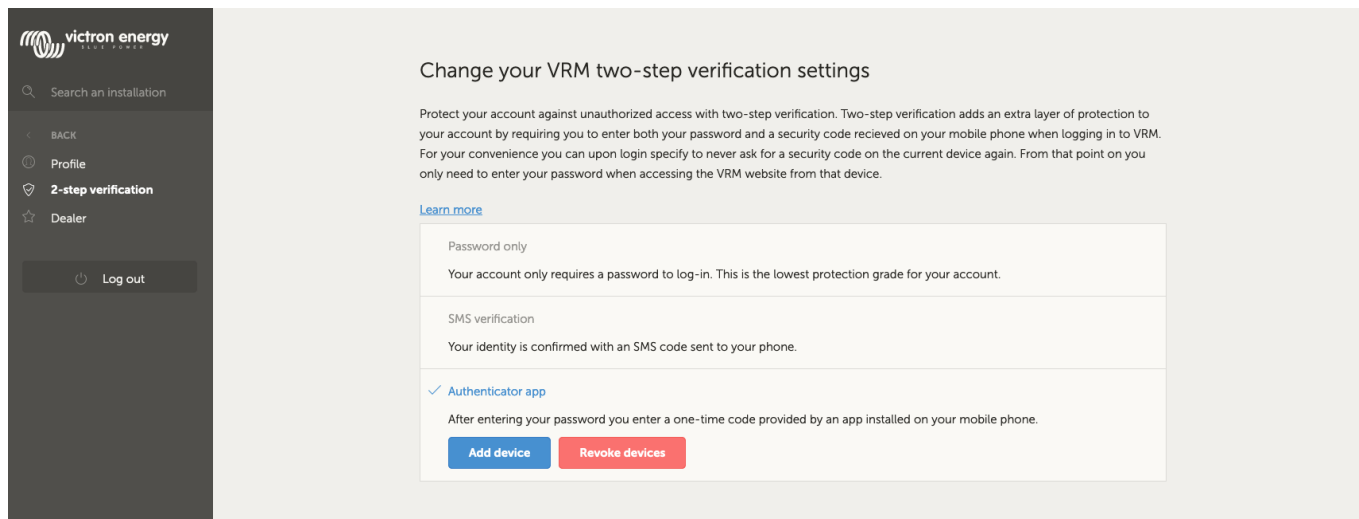 victron energy
BLUE POWER
Search an installation
BACK
Profile
2-step verification
Dealer
Log out
Change your VRM two-step verification settings
Protect your account against unauthorized access with two-step verification. Two-step verification adds an extra layer of protection to
your account by requiring you to enter both your password and a security code recieved on your mobile phone when logging in to VRM.
For your convenience you can upon login specify to never ask for a security code on the current device again. From that point on you
only need to enter your password when accessing the VRM website from that device.
Learn more
Password only
Your account only requires a password to log-in. This is the lowest protection grade for your account.
SMS verification
Your identity is confirmed with an SMS code sent to your phone.
Authenticator app
After entering your password you enter a one-time code provided by an app installed on your mobile phone.
Add device Revoke devices